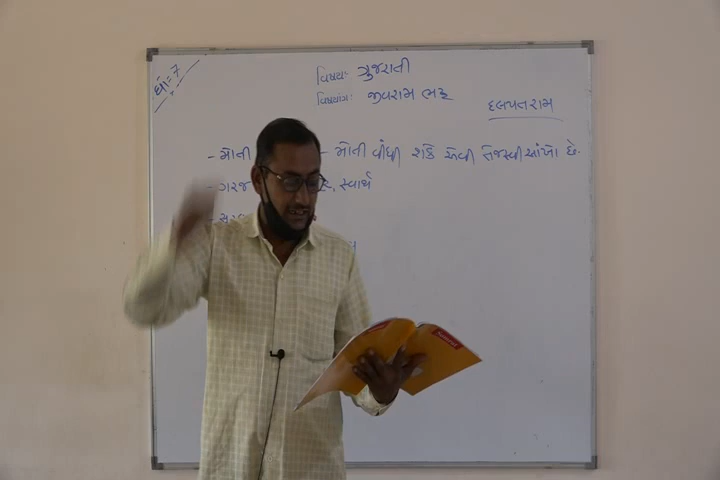 ધોઃ- 7
વિષયઃ ગુજરાતી
વિષયાંગઃ જીવરામ ભટ્ટ
દલપતરામ
- મોતી - મોતી વીંધી શકે એવી તેજસ્વી આંખો છે.
- ગરજ , સ્વાર્થ